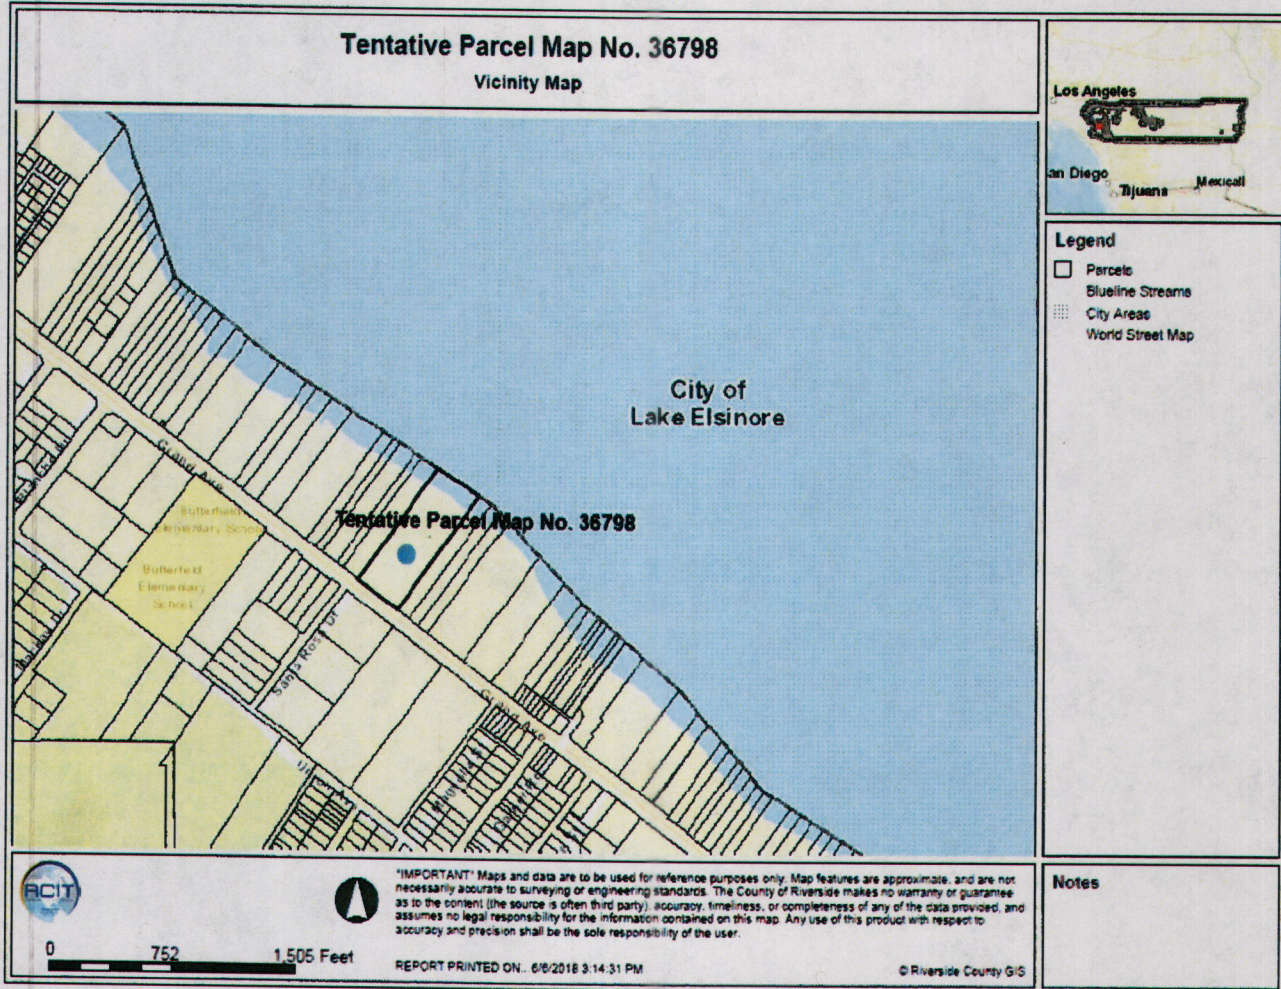 Tentative Parcel Map No. 36798
Vicinity Map
Los Angeles
an Diego
Tijuana
Mexicali
Legend
Parcels
Blueline Streams
City Areas
World Street Map
City of
Lake Elsinore
Grand Ave
Butterfield
Elementary School
Tentative Parcel Map No. 36798
Butterfield
Elementary
School
Santa Rosa Dr
Grand Ave
RCIT
"IMPORTANT" Maps and data are to be used for reference purposes only. Map features are approximate, and are not
necessarily accurate to surveying or engineering standards. The County of Riverside makes no warranty or guarantee
as to the content (the source is often third party), accuracy, timeliness, or completeness of any of the data provided, and
assumes no legal responsibility for the information contained on this map. Any use of this product with respect to
accuracy and precision shall be the sole responsibility of the user.
0 752 1,505 Feet
REPORT PRINTED ON... 6/6/2018 3:14:31 PM
© Riverside County GIS
Notes